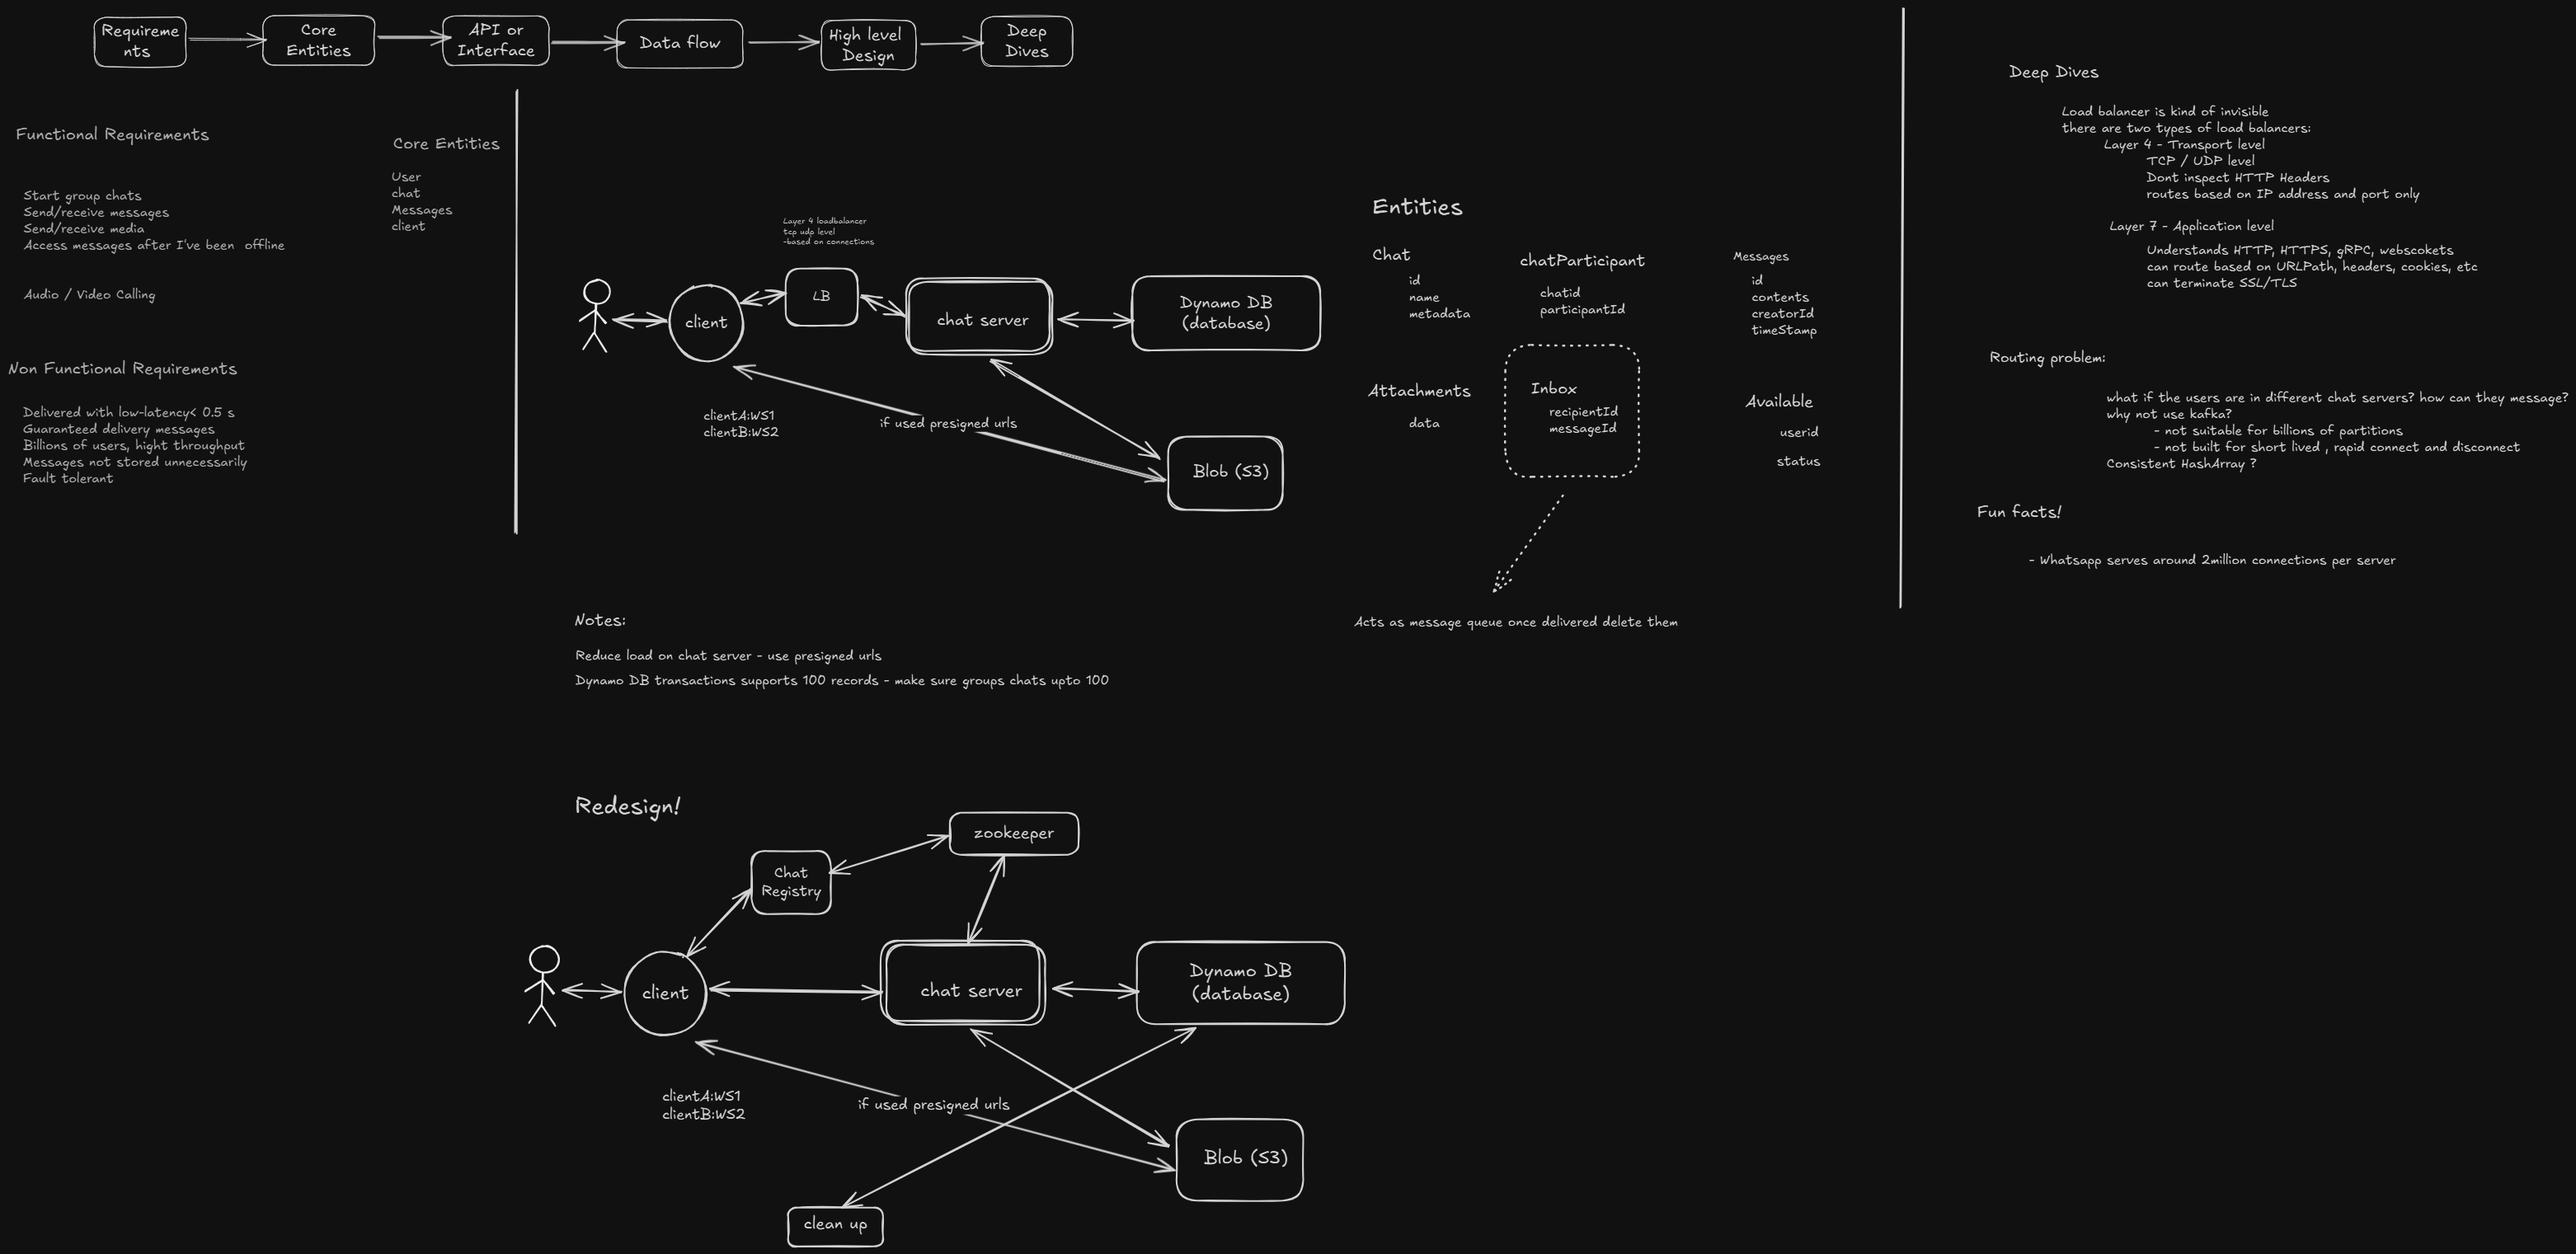 Requireme
nts
Core
Entities
API or
Interface
Data flow
High level
Design
Deep
Dives
Functional Requirements
Start group chats
Send/receive messages
Send/receive media
Access messages after I've been offline
Audio / Video Calling
Non Functional Requirements
Delivered with low-latency< 0.5 s
Guaranteed delivery messages
Billions of users, hight throughput
Messages not stored unnecessarily
Fault tolerant
Core Entities
User
chat
Messages
client
Layer 4 loadbalancer
tcp udp level
-based on connections
client
LB
chat server
Dynamo DB
(database)
clientA:WS1
clientB:WS2
if used presigned urls
Blob (S3)
Notes:
Reduce load on chat server - use presigned urls
Dynamo DB transactions supports 100 records - make sure groups chats upto 100
Entities
Chat
id
name
metadata
chatParticipant
chatid
participantId
Messages
id
contents
creatorId
timeStamp
Attachments
data
Inbox
recipientId
messageId
Available
userid
status
Acts as message queue once delivered delete them
Deep Dives
Load balancer is kind of invisible
there are two types of load balancers:
Layer 4 - Transport level
TCP / UDP level
Dont inspect HTTP Headers
routes based on IP address and port only
Layer 7 - Application level
Understands HTTP, HTTPS, gRPC, webscokets
can route based on URLPath, headers, cookies, etc
can terminate SSL/TLS
Routing problem:
what if the users are in different chat servers? how can they message?
why not use kafka?
- not suitable for billions of partitions
- not built for short lived , rapid connect and disconnect
Consistent HashArray ?
Fun facts!
- Whatsapp serves around 2million connections per server
Redesign!
zookeeper
Chat
Registry
client
chat server
Dynamo DB
(database)
clientA:WS1
clientB:WS2
if used presigned urls
Blob (S3)
clean up